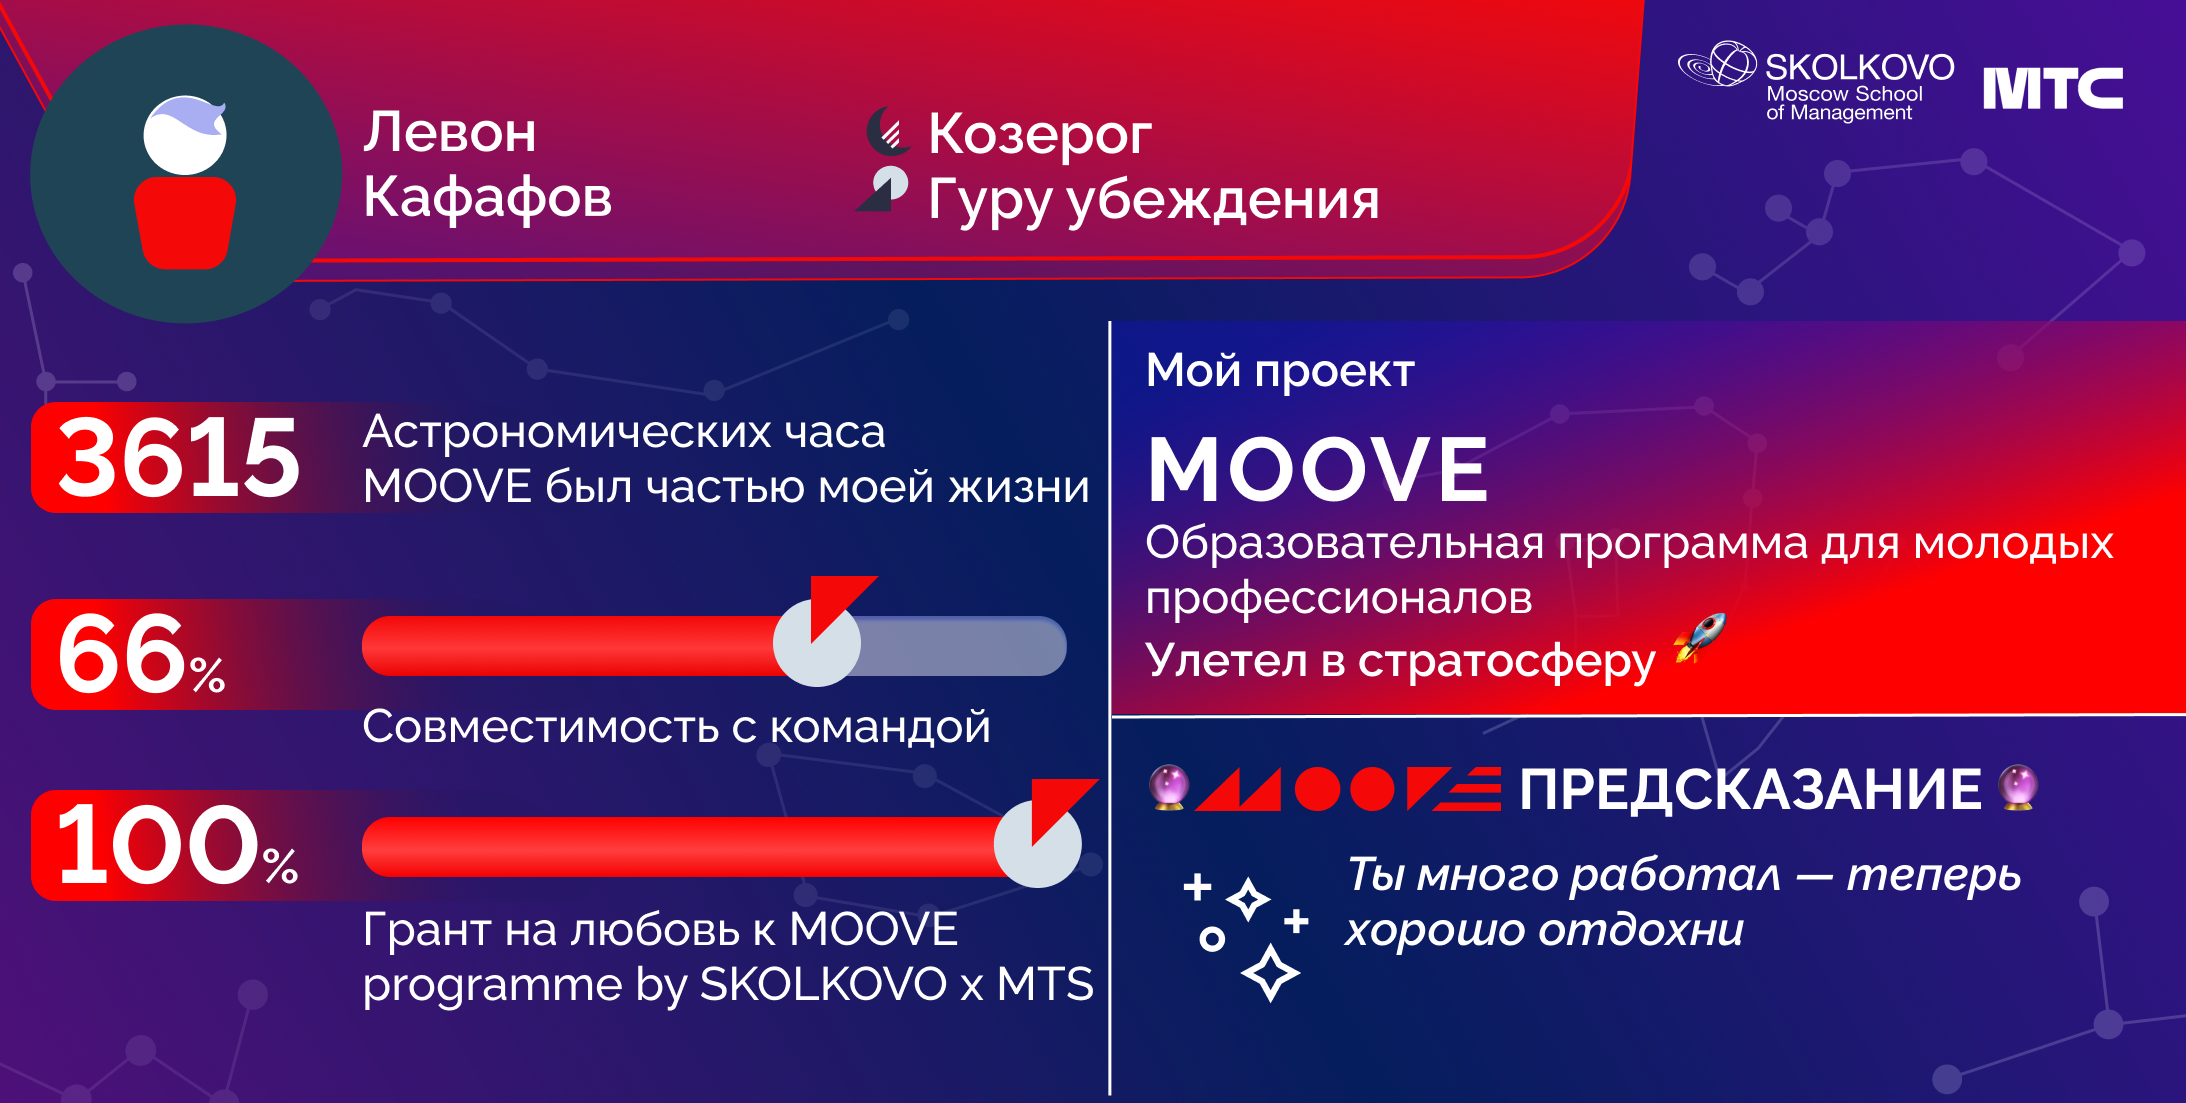 Левон
Кафафов
Козерог
Гуру убеждения
SKOLKOVO
Moscow School
of Management
МТС
3615
Астрономических часа
MOOVE был частью моей жизни
66%
Совместимость с командой
100%
Грант на любовь к MOOVE
programme by SKOLKOVO x MTS
Мой проект
MOOVE
Образовательная программа для молодых
профессионалов
Улетел в стратосферу
MOOVE ПРЕДСКАЗАНИЕ
Ты много работал — теперь
хорошо отдохни